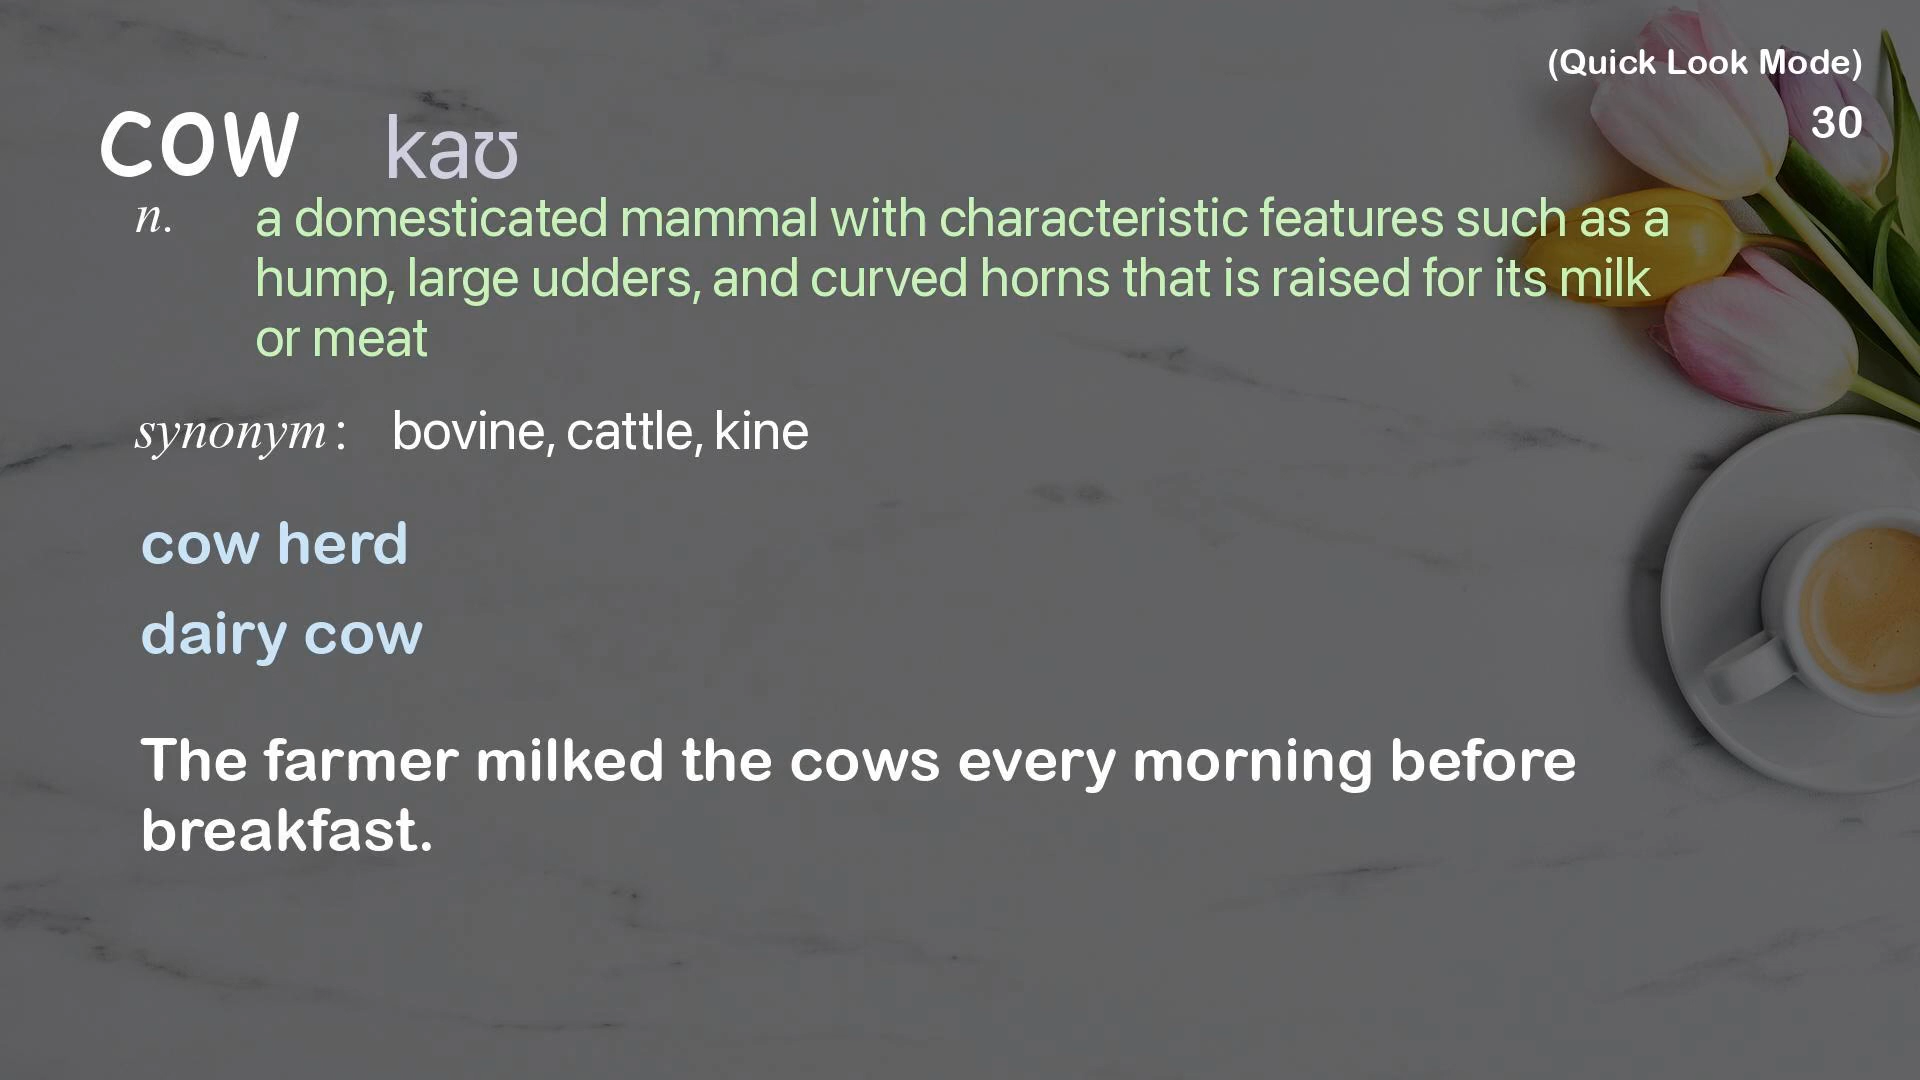 (Quick Look Mode)
30
cow kaʊ
n. a domesticated mammal with characteristic features such as a
hump, large udders, and curved horns that is raised for its milk
or meat
synonym: bovine, cattle, kine
cow herd
dairy cow
The farmer milked the cows every morning before
breakfast.